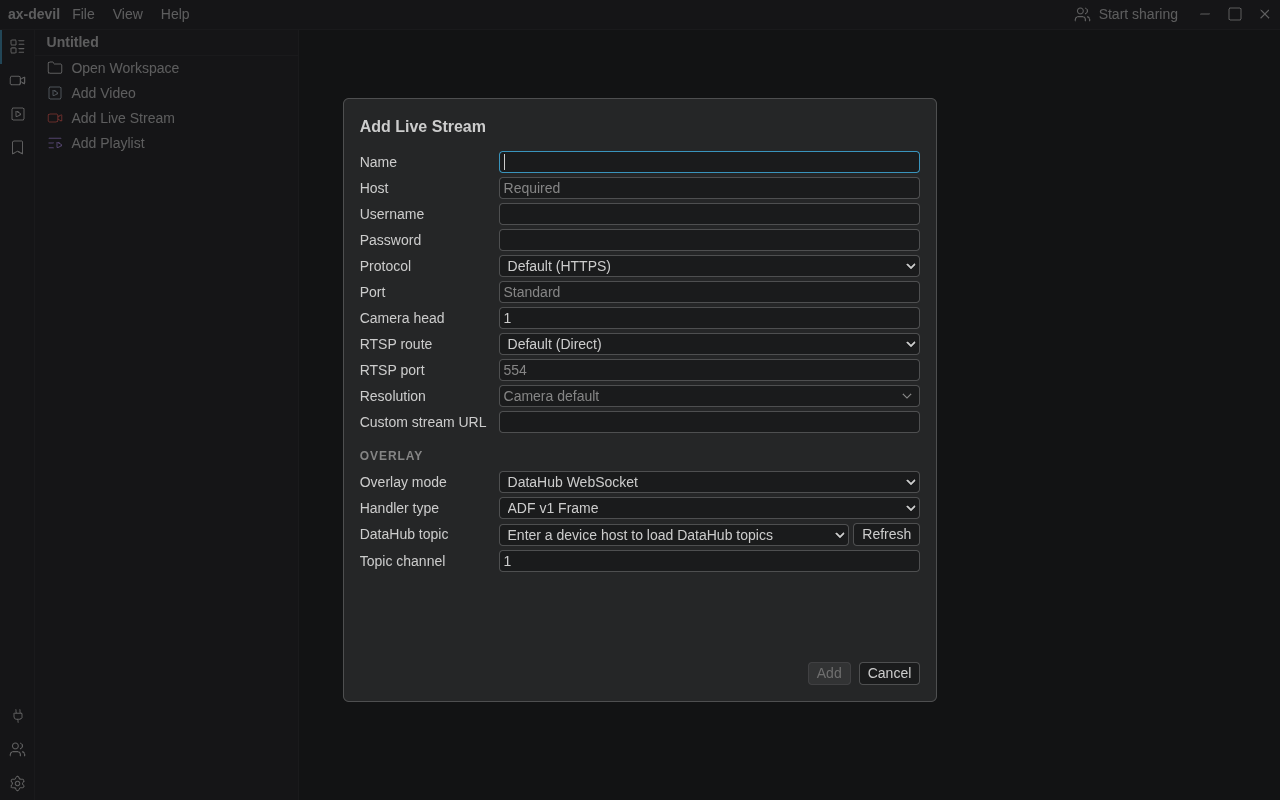 ax-devil File View Help Start sharing
Untitled
Open Workspace
Add Video
Add Live Stream
Add Playlist
Add Live Stream
Name
Host Required
Username
Password
Protocol Default (HTTPS)
Port Standard
Camera head 1
RTSP route Default (Direct)
RTSP port 554
Resolution Camera default
Custom stream URL
OVERLAY
Overlay mode DataHub WebSocket
Handler type ADF v1 Frame
DataHub topic Enter a device host to load DataHub topics Refresh
Topic channel 1
Add Cancel